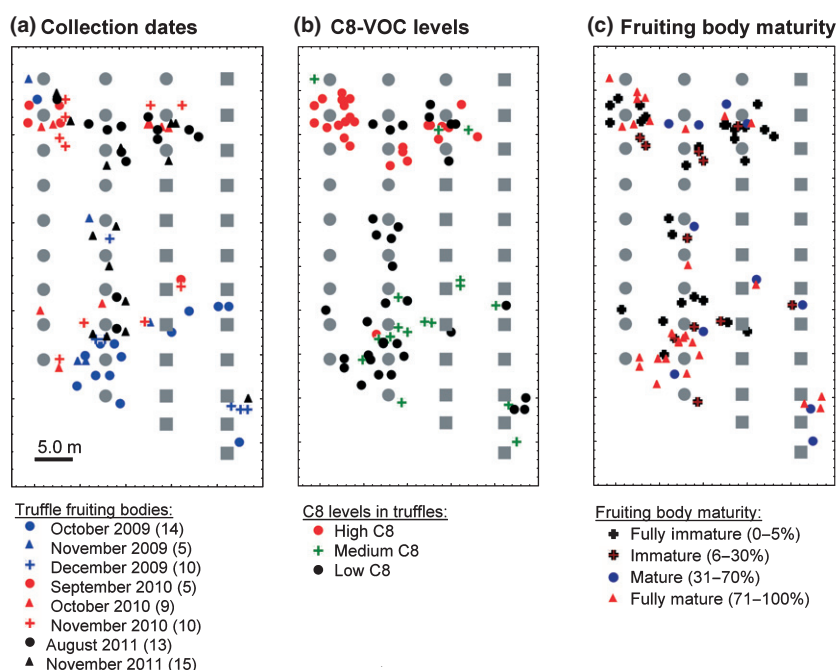 (a) Collection dates
(b) C8-VOC levels
(c) Fruiting body maturity
5.0 m
Truffle fruiting bodies:
October 2009 (14)
November 2009 (5)
December 2009 (10)
September 2010 (5)
October 2010 (9)
November 2010 (10)
August 2011 (13)
November 2011 (15)
C8 levels in truffles:
High C8
Medium C8
Low C8
Fruiting body maturity:
Fully immature (0–5%)
Immature (6–30%)
Mature (31–70%)
Fully mature (71–100%)